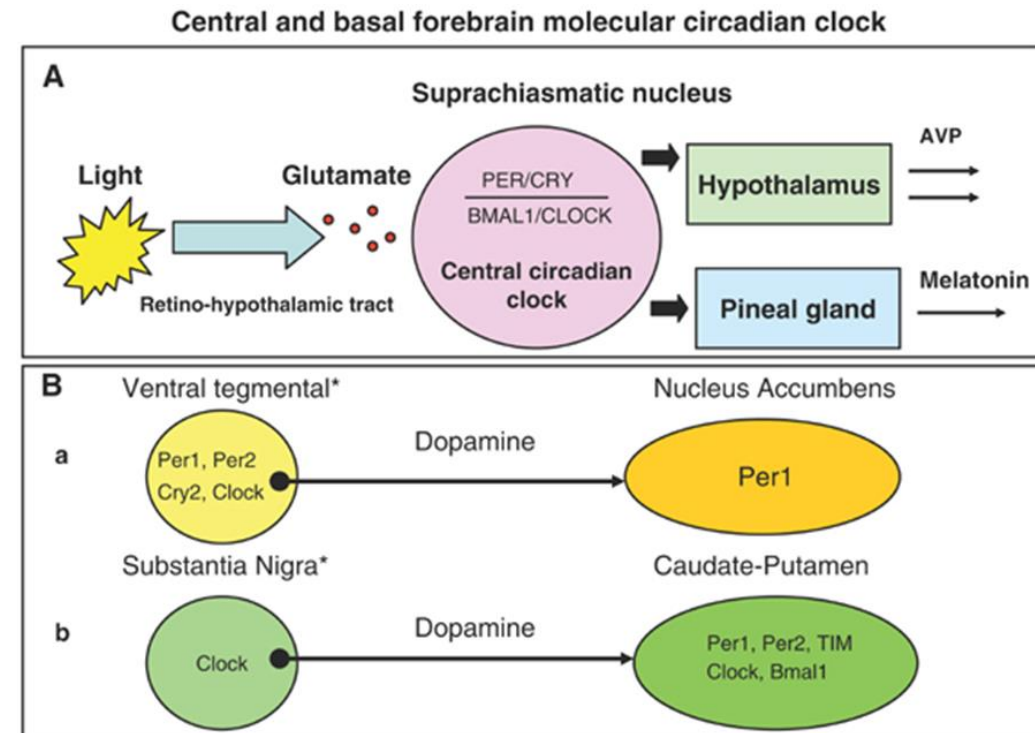 Central and basal forebrain molecular circadian clock
A
Suprachiasmatic nucleus
Light
Glutamate
Retino-hypothalamic tract
PER/CRY
BMAL1/CLOCK
Central circadian
clock
Hypothalamus
AVP
Pineal gland
Melatonin
B
Ventral tegmental*
Nucleus Accumbens
a
Per1, Per2
Cry2, Clock
Dopamine
Per1
Substantia Nigra*
Caudate-Putamen
b
Clock
Dopamine
Per1, Per2, TIM
Clock, Bmal1